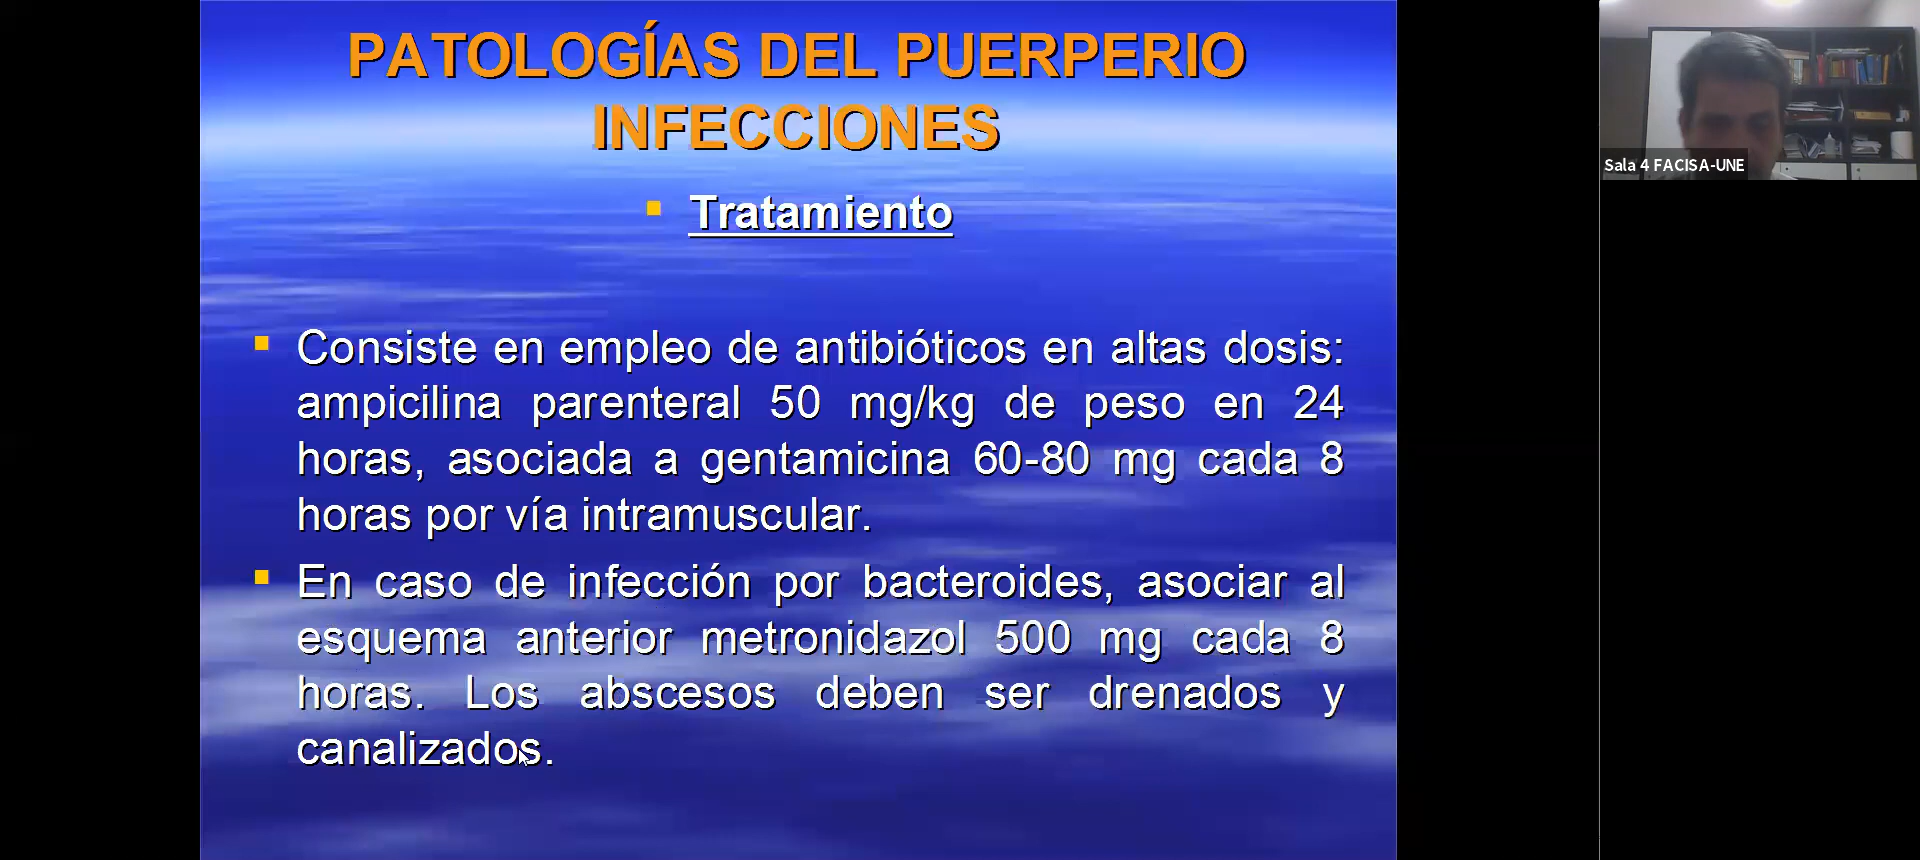 PATOLOGÍAS DEL PUERPERIO
INFECCIONES
Tratamiento
Consiste en empleo de antibióticos en altas dosis:
ampicilina parenteral 50 mg/kg de peso en 24
horas, asociada a gentamicina 60-80 mg cada 8
horas por vía intramuscular.
En caso de infección por bacteroides, asociar al
esquema anterior metronidazol 500 mg cada 8
horas. Los abscesos deben ser drenados y
canalizados.
Sala 4 FACISA-UNE